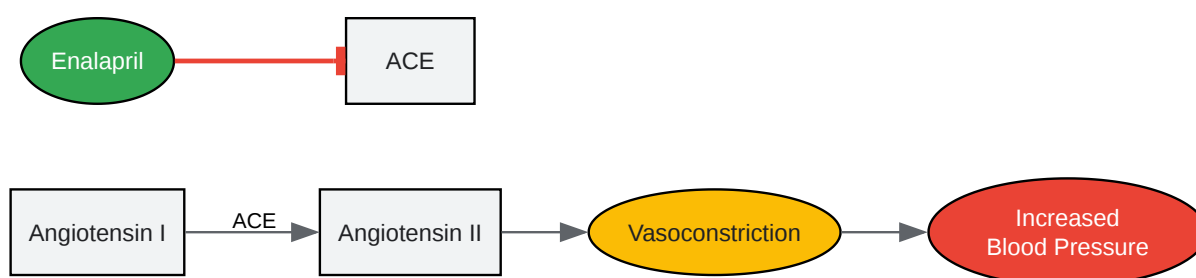 Enalapril
ACE
Angiotensin I
ACE
Angiotensin II
Vasoconstriction
Increased
Blood Pressure